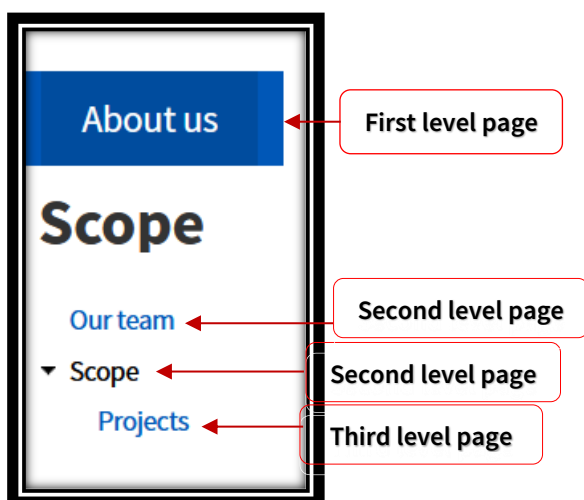 About us
First level page
Scope
Our team
Second level page
Scope
Second level page
Projects
Third level page